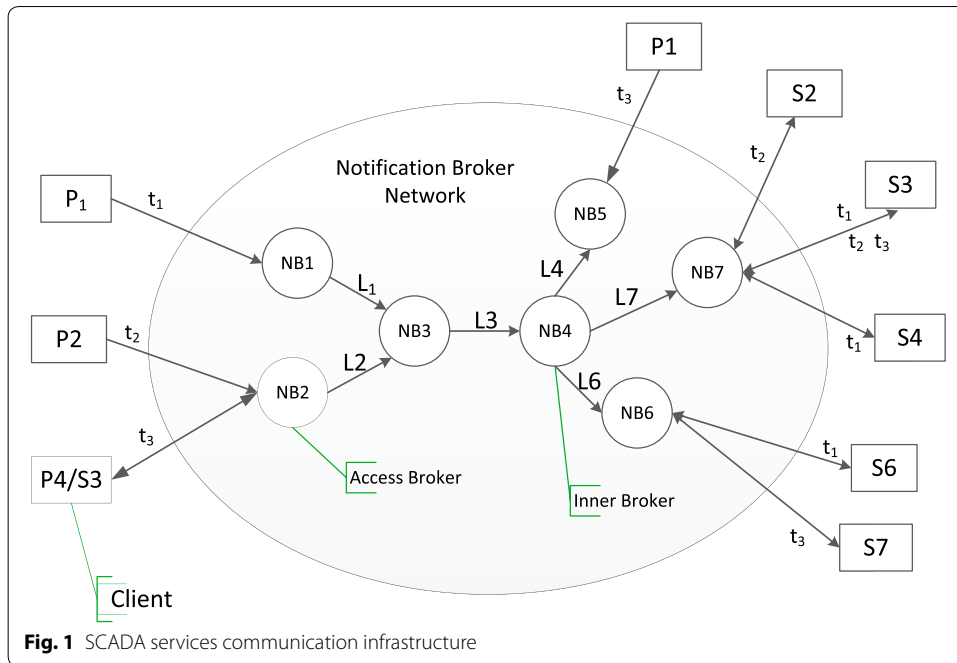 P1
t₃
S2
t₂
Notification Broker
Network
S3
t₁
t₂ t₃
P₁
t₁
NB5
NB1
NB7
L4
L₁
L7
L3
NB3
NB4
P2
t₂
S4
t₁
L2
L6
NB2
NB6
t₃
t₁
P4/S3
Access Broker
S6
Inner Broker
t₃
S7
Client
Fig. 1 SCADA services communication infrastructure